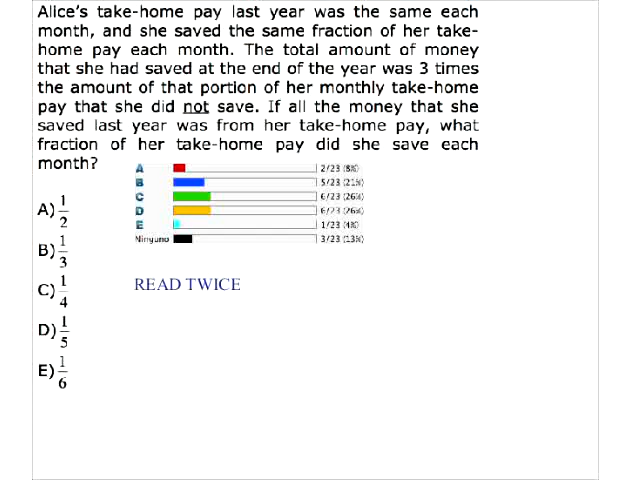 Alice's take-home pay last year was the same each
month, and she saved the same fraction of her take-
home pay each month. The total amount of money
that she had saved at the end of the year was 3 times
the amount of that portion of her monthly take-home
pay that she did not save. If all the money that she
saved last year was from her take-home pay, what
fraction of her take-home pay did she save each
month?
A 2/23 (8%)
B 5/23 (21%)
C 6/23 (26%)
D 6/23 (26%)
E 1/23 (4%)
Ninguno 3/23 (13%)
A) 1/2
B) 1/3
READ TWICE
C) 1/4
D) 1/5
E) 1/6